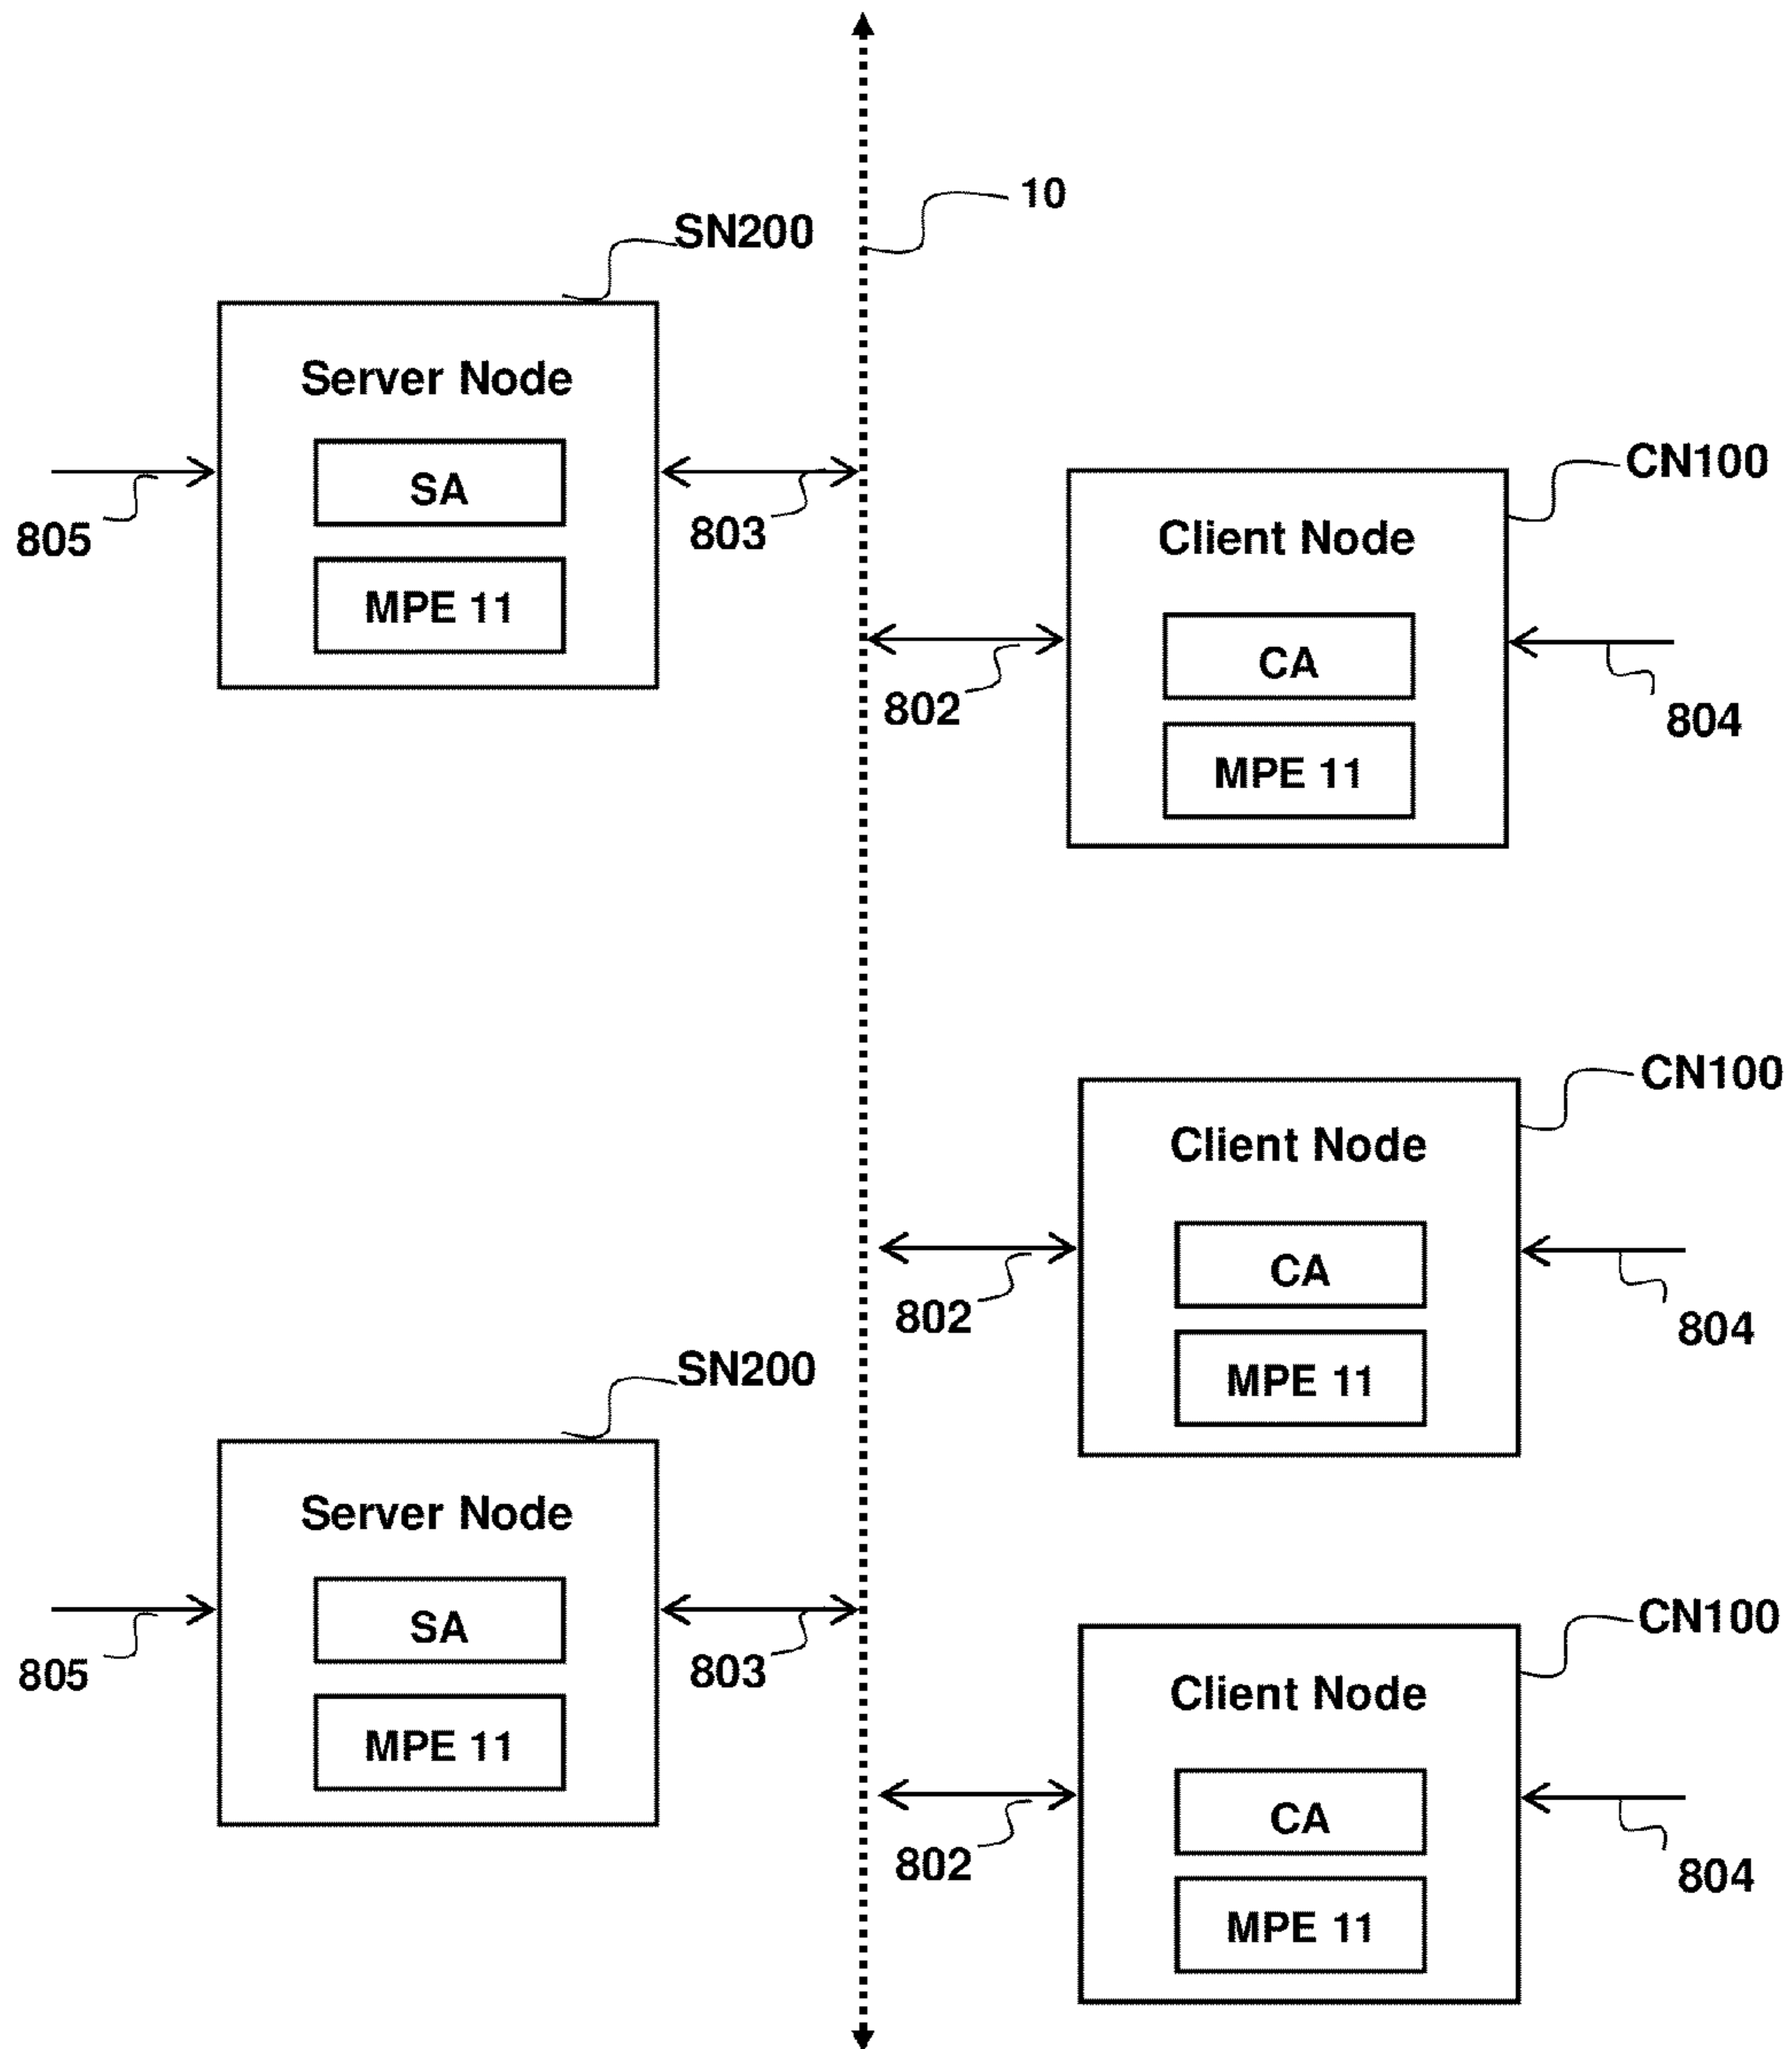 10
SN200
Server Node
SA
MPE 11
805
803
CN100
Client Node
CA
MPE 11
802
804
CN100
Client Node
CA
MPE 11
802
804
SN200
Server Node
SA
MPE 11
805
803
CN100
Client Node
CA
MPE 11
802
804